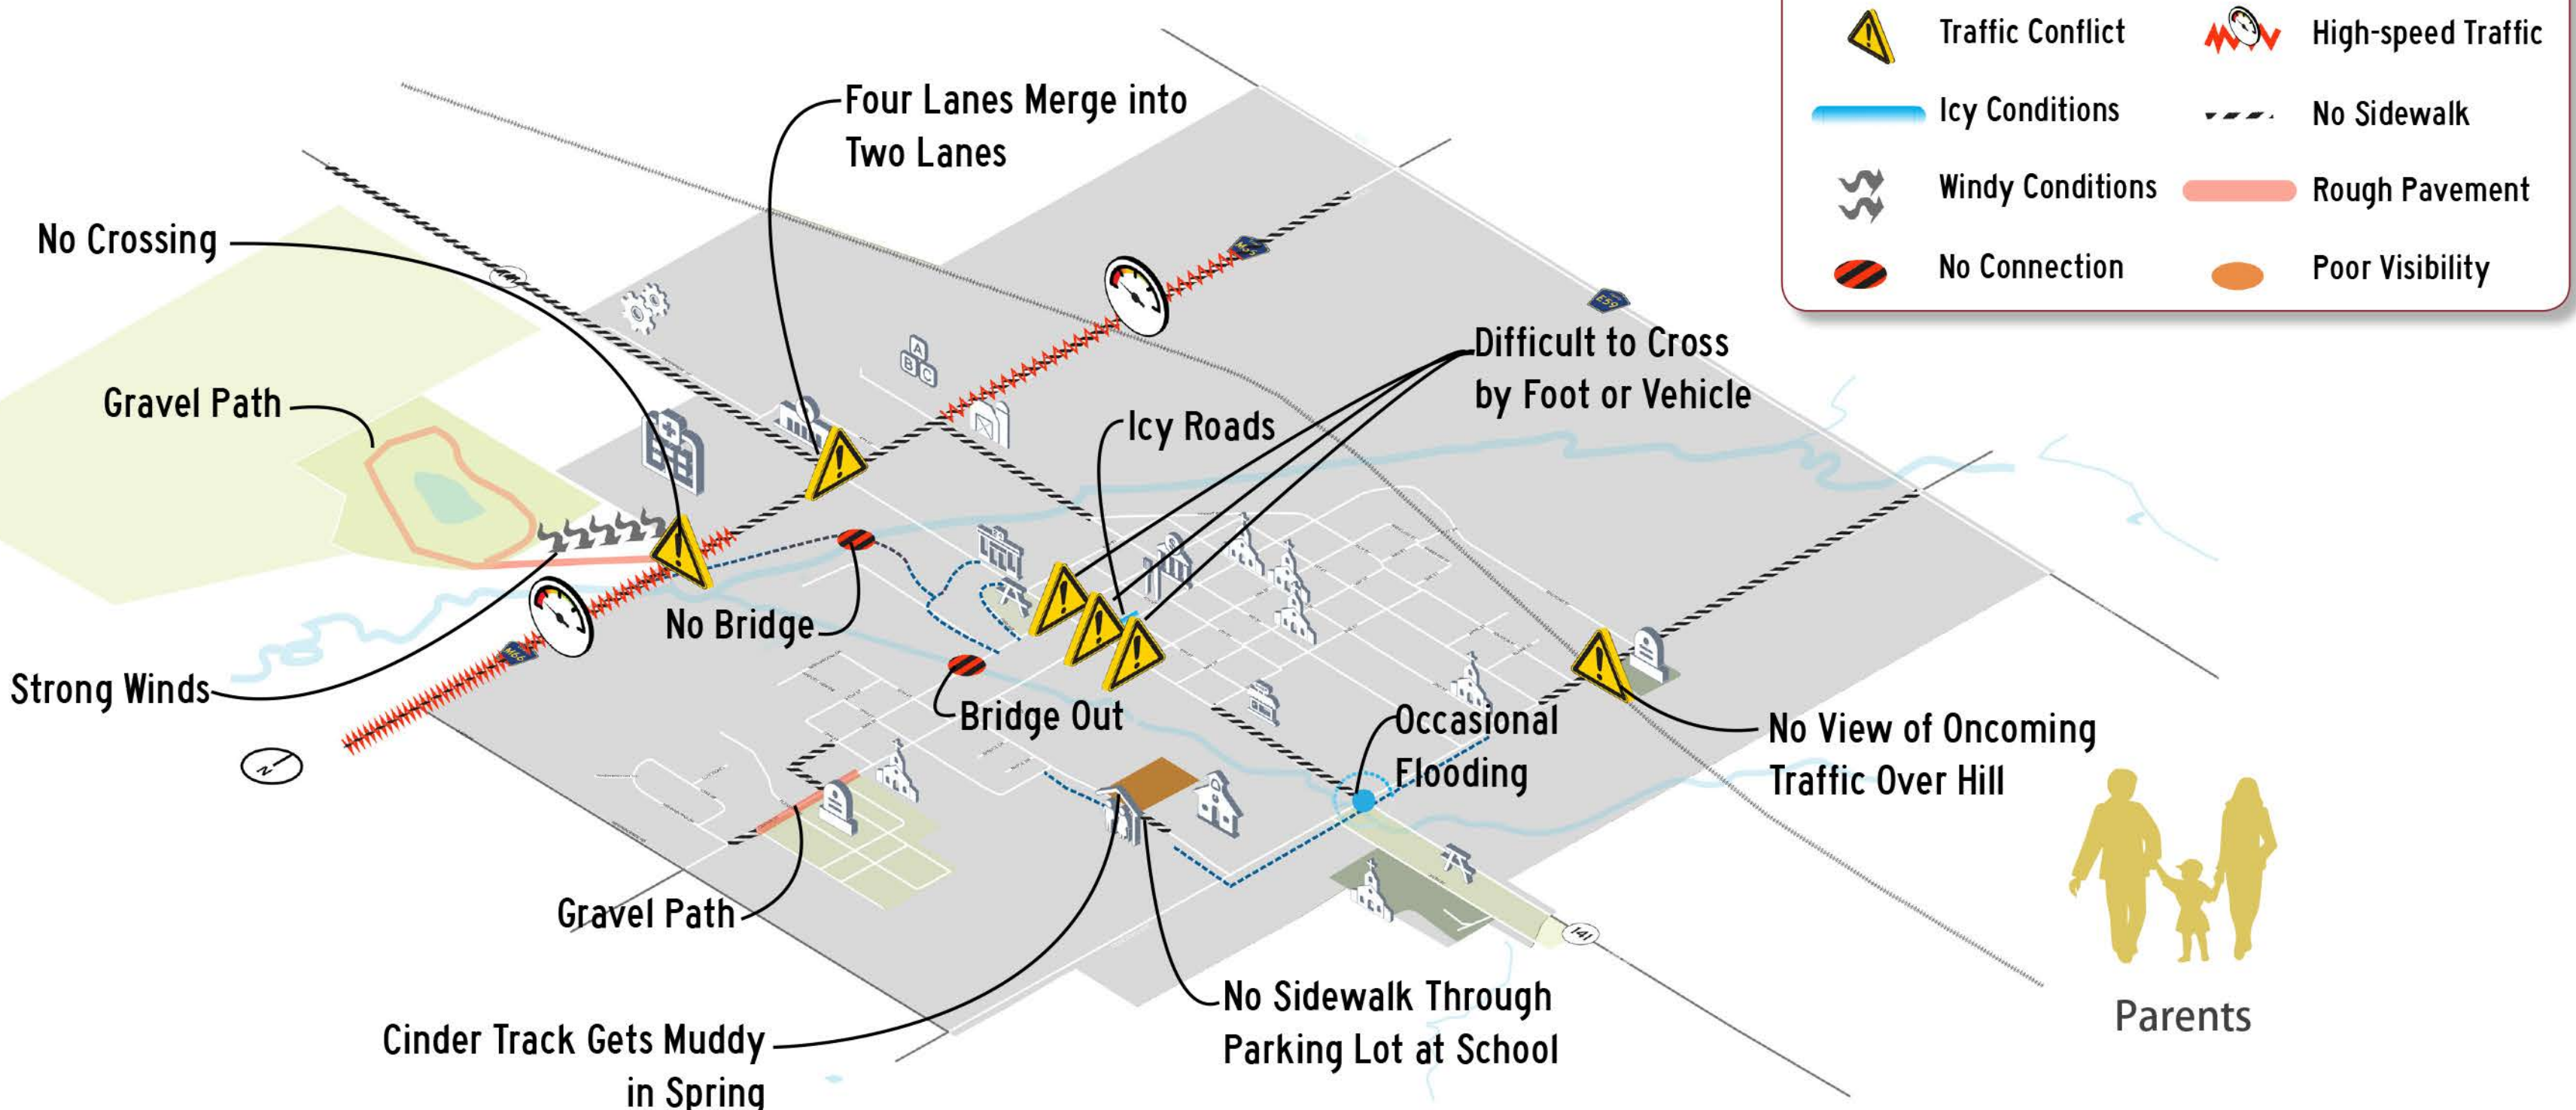 Traffic Conflict
High-speed Traffic
Icy Conditions
No Sidewalk
Windy Conditions
Rough Pavement
No Connection
Poor Visibility
Four Lanes Merge into
Two Lanes
No Crossing
Gravel Path
Difficult to Cross
by Foot or Vehicle
Icy Roads
E59
A
B C
No Bridge
Strong Winds
M66
N
Bridge Out
Occasional
Flooding
No View of Oncoming
Traffic Over Hill
Gravel Path
141
No Sidewalk Through
Parking Lot at School
Cinder Track Gets Muddy
in Spring
Parents